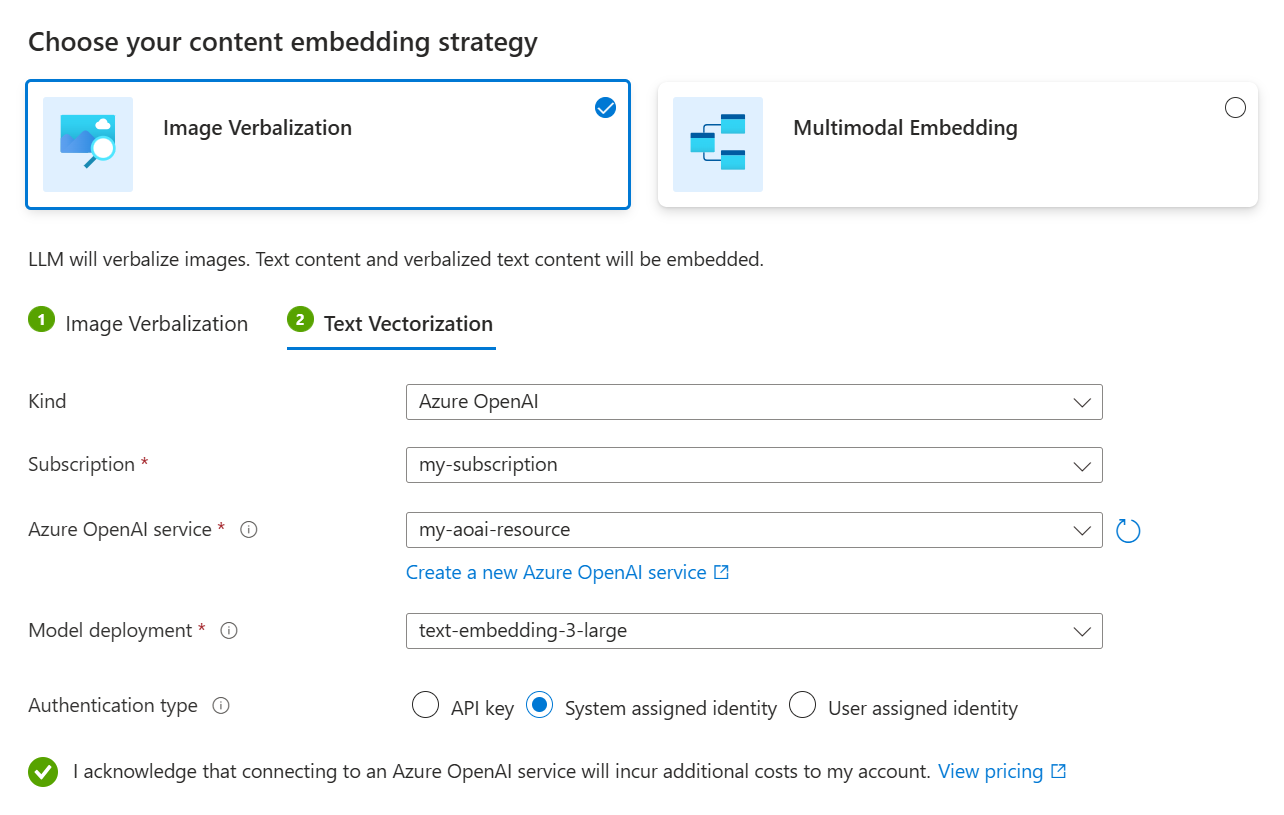 Choose your content embedding strategy
Image Verbalization
Multimodal Embedding
LLM will verbalize images. Text content and verbalized text content will be embedded.
1 Image Verbalization
2 Text Vectorization
Kind
Azure OpenAI
Subscription *
my-subscription
Azure OpenAI service *
my-aoai-resource
Create a new Azure OpenAI service
Model deployment *
text-embedding-3-large
Authentication type
API key
System assigned identity
User assigned identity
I acknowledge that connecting to an Azure OpenAI service will incur additional costs to my account. View pricing